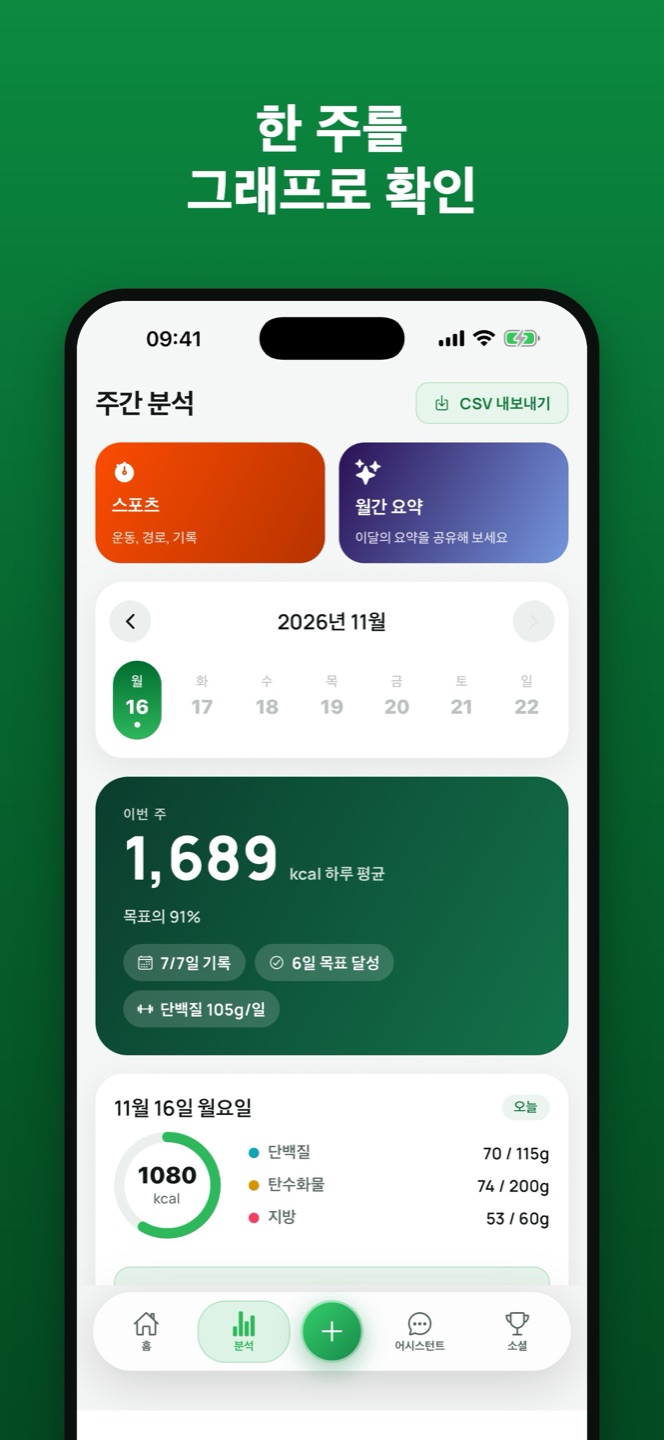 한 주를
그래프로 확인
09:41
주간 분석
CSV 내보내기
스포츠
운동, 경로, 기록
월간 요약
이달의 요약을 공유해 보세요
2026년 11월
월 화 수 목 금 토 일
16 17 18 19 20 21 22
이번 주
1,689 kcal 하루 평균
목표의 91%
7/7일 기록
6일 목표 달성
단백질 105g/일
11월 16일 월요일
오늘
1080
kcal
단백질 70 / 115g
탄수화물 74 / 200g
지방 53 / 60g
홈
분석
어시스턴트
소셜